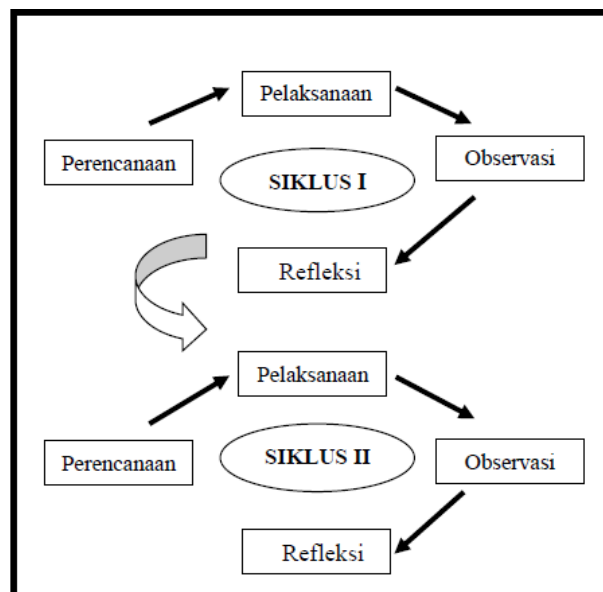 Pelaksanaan
Perencanaan
Observasi
SIKLUS I
Refleksi
Pelaksanaan
Perencanaan
Observasi
SIKLUS II
Refleksi